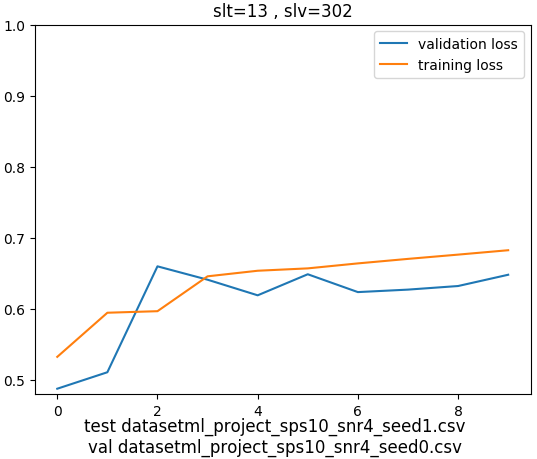 slt=13 , slv=302
validation loss
training loss
1.0
0.9
0.8
0.7
0.6
0.5
0 2 4 6 8
test datasetml_project_sps10_snr4_seed1.csv
val datasetml_project_sps10_snr4_seed0.csv